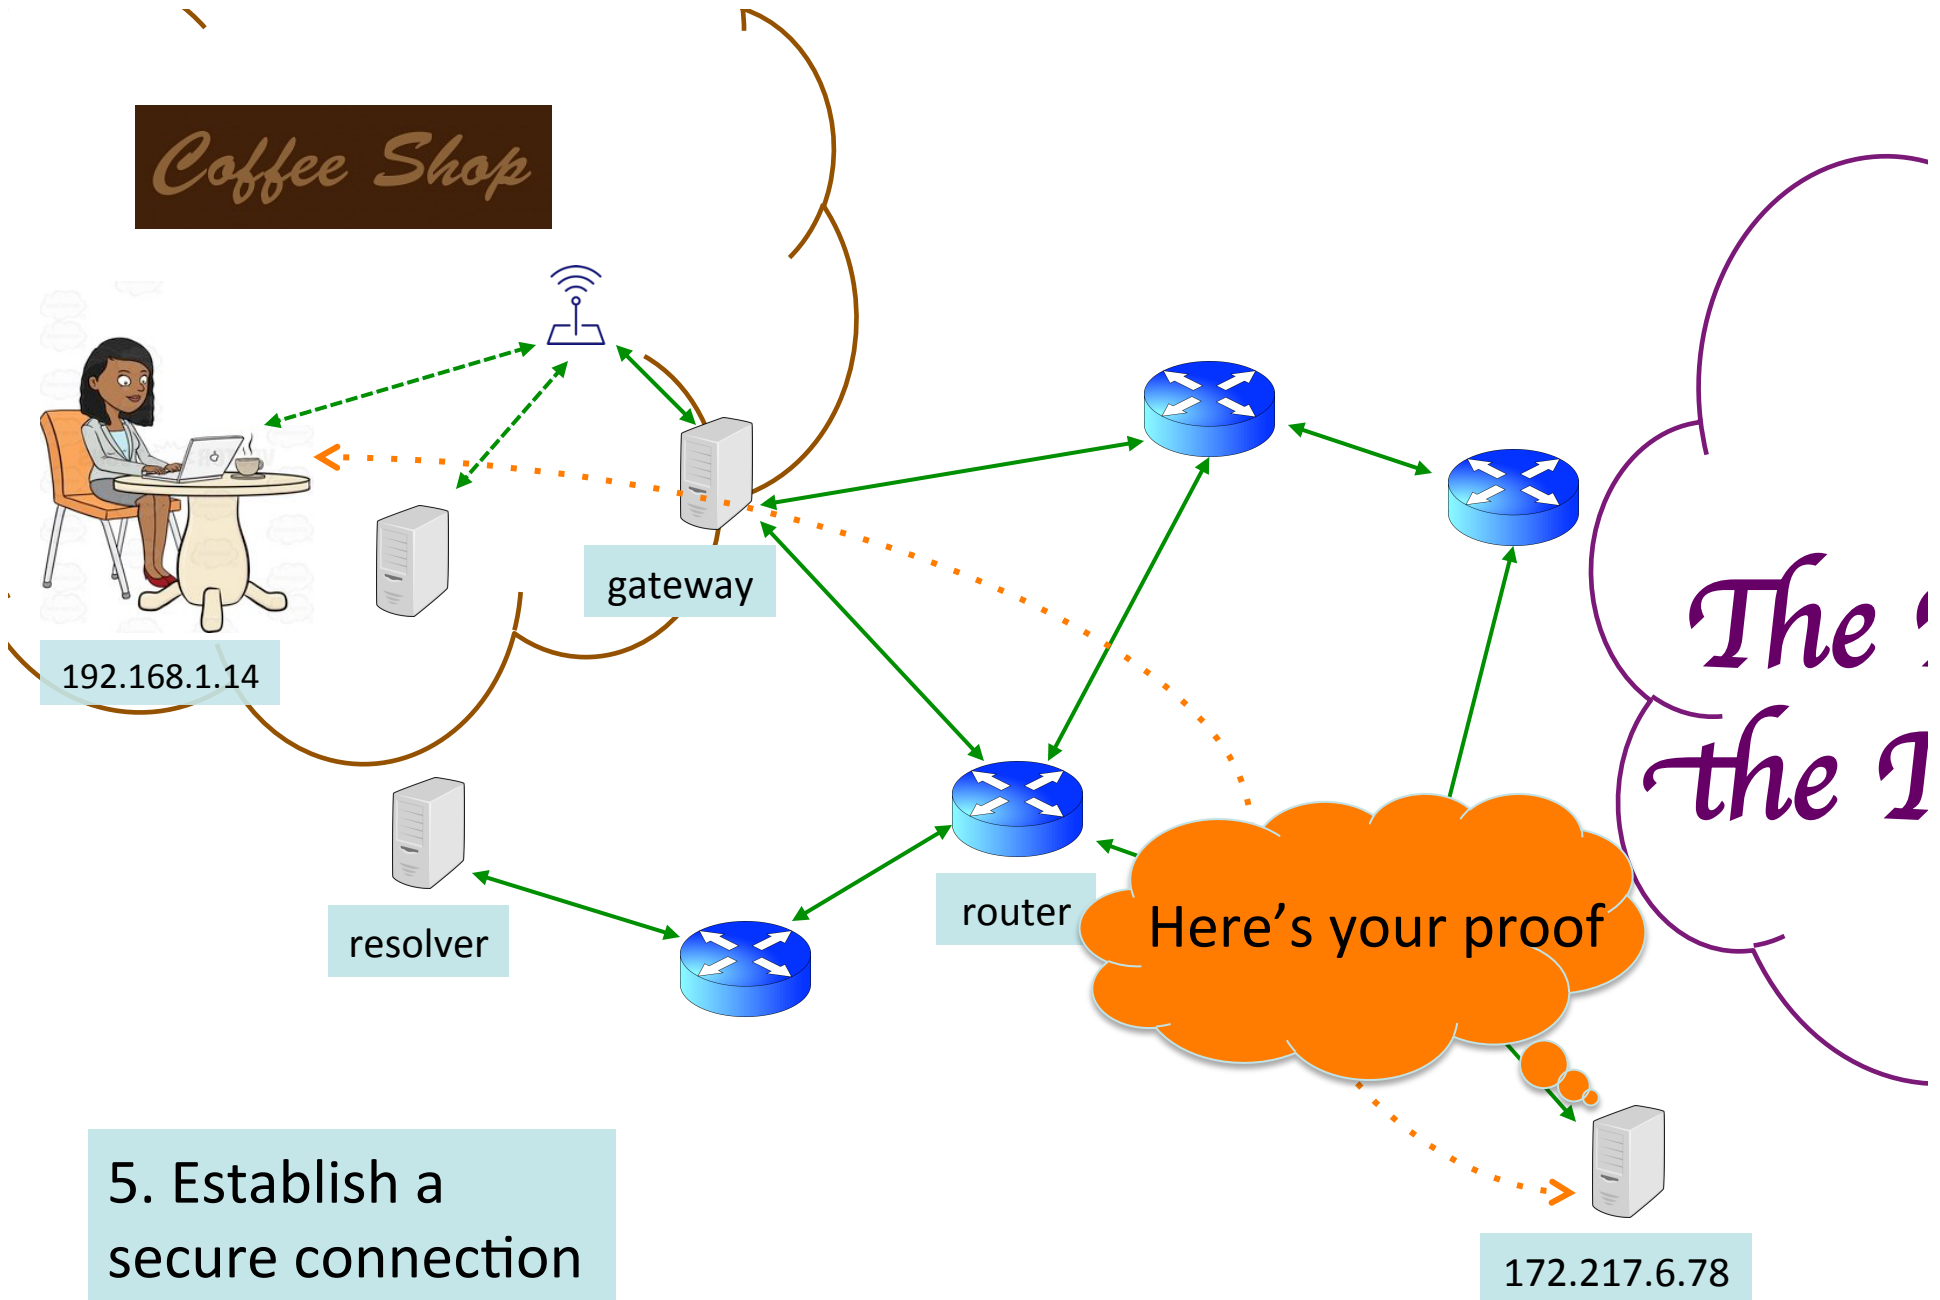 Coffee Shop
gateway
192.168.1.14
The
the
router
Here's your proof
resolver
5. Establish a
secure connection
172.217.6.78